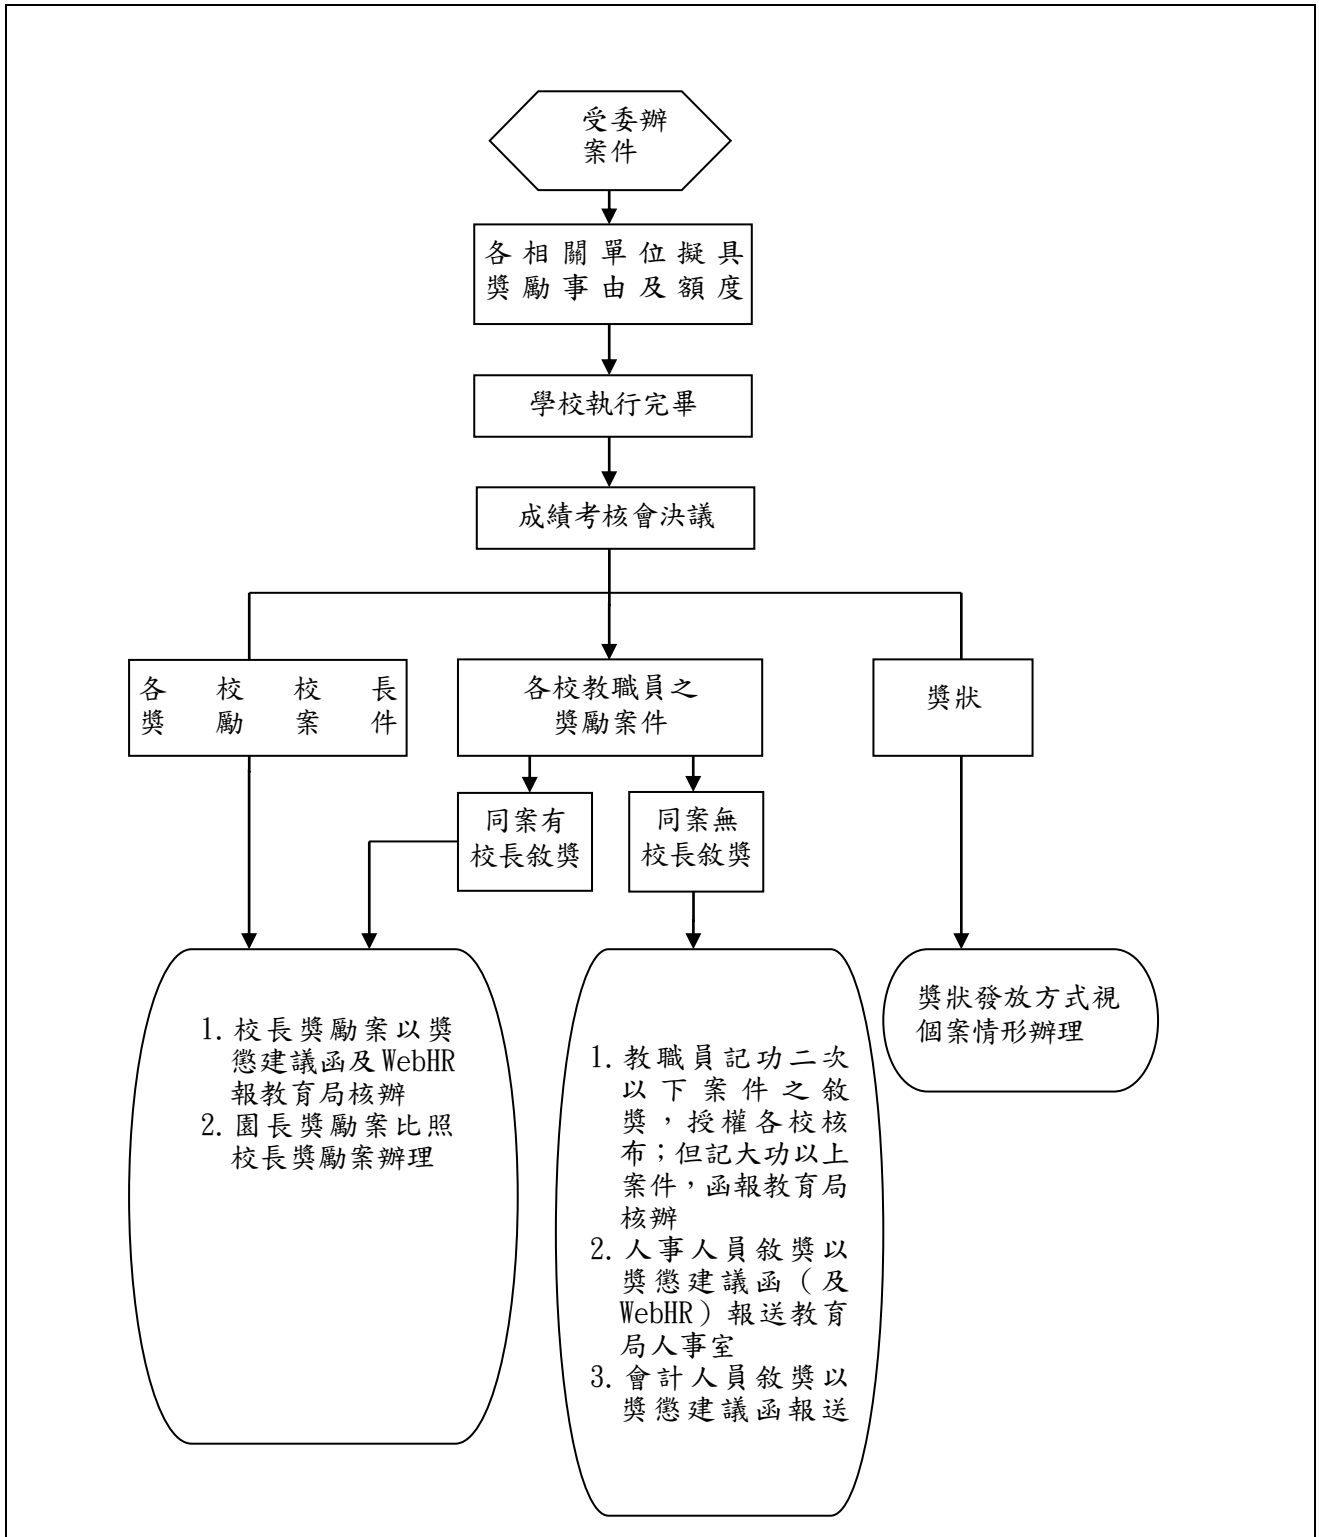 受委辦
案件
各相關單位擬具
獎勵事由及額度
學校執行完畢
成績考核會決議
各校校長
獎勵案件
各校教職員之
獎勵案件
獎狀
同案有
校長敘獎
同案無
校長敘獎
1. 校長獎勵案以獎
懲建議函及WebHR
報教育局核辦
2. 園長獎勵案比照
校長獎勵案辦理
1. 教職員記功二次
以下案件之敘
獎，授權各校核
布；但記大功以上
案件，函報教育局
核辦
2. 人事人員敘獎以
獎懲建議函（及
WebHR）報送教育
局人事室
3. 會計人員敘獎以
獎懲建議函報送
獎狀發放方式視
個案情形辦理